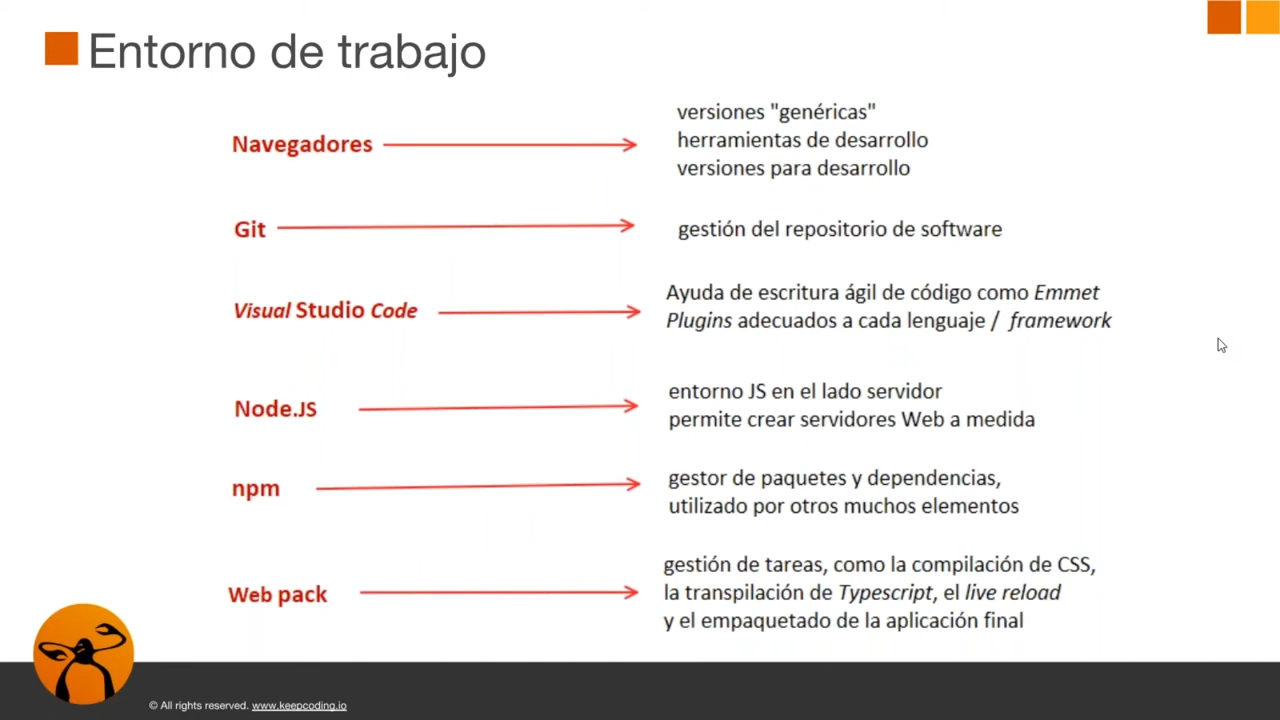 Entorno de trabajo
Navegadores
versiones "genéricas"
herramientas de desarrollo
versiones para desarrollo
Git
gestión del repositorio de software
Visual Studio Code
Ayuda de escritura ágil de código como Emmet
Plugins adecuados a cada lenguaje / framework
Node.JS
entorno JS en el lado servidor
permite crear servidores Web a medida
npm
gestor de paquetes y dependencias,
utilizado por otros muchos elementos
Web pack
gestión de tareas, como la compilación de CSS,
la transpilación de Typescript, el live reload
y el empaquetado de la aplicación final
© All rights reserved. www.keepcoding.io